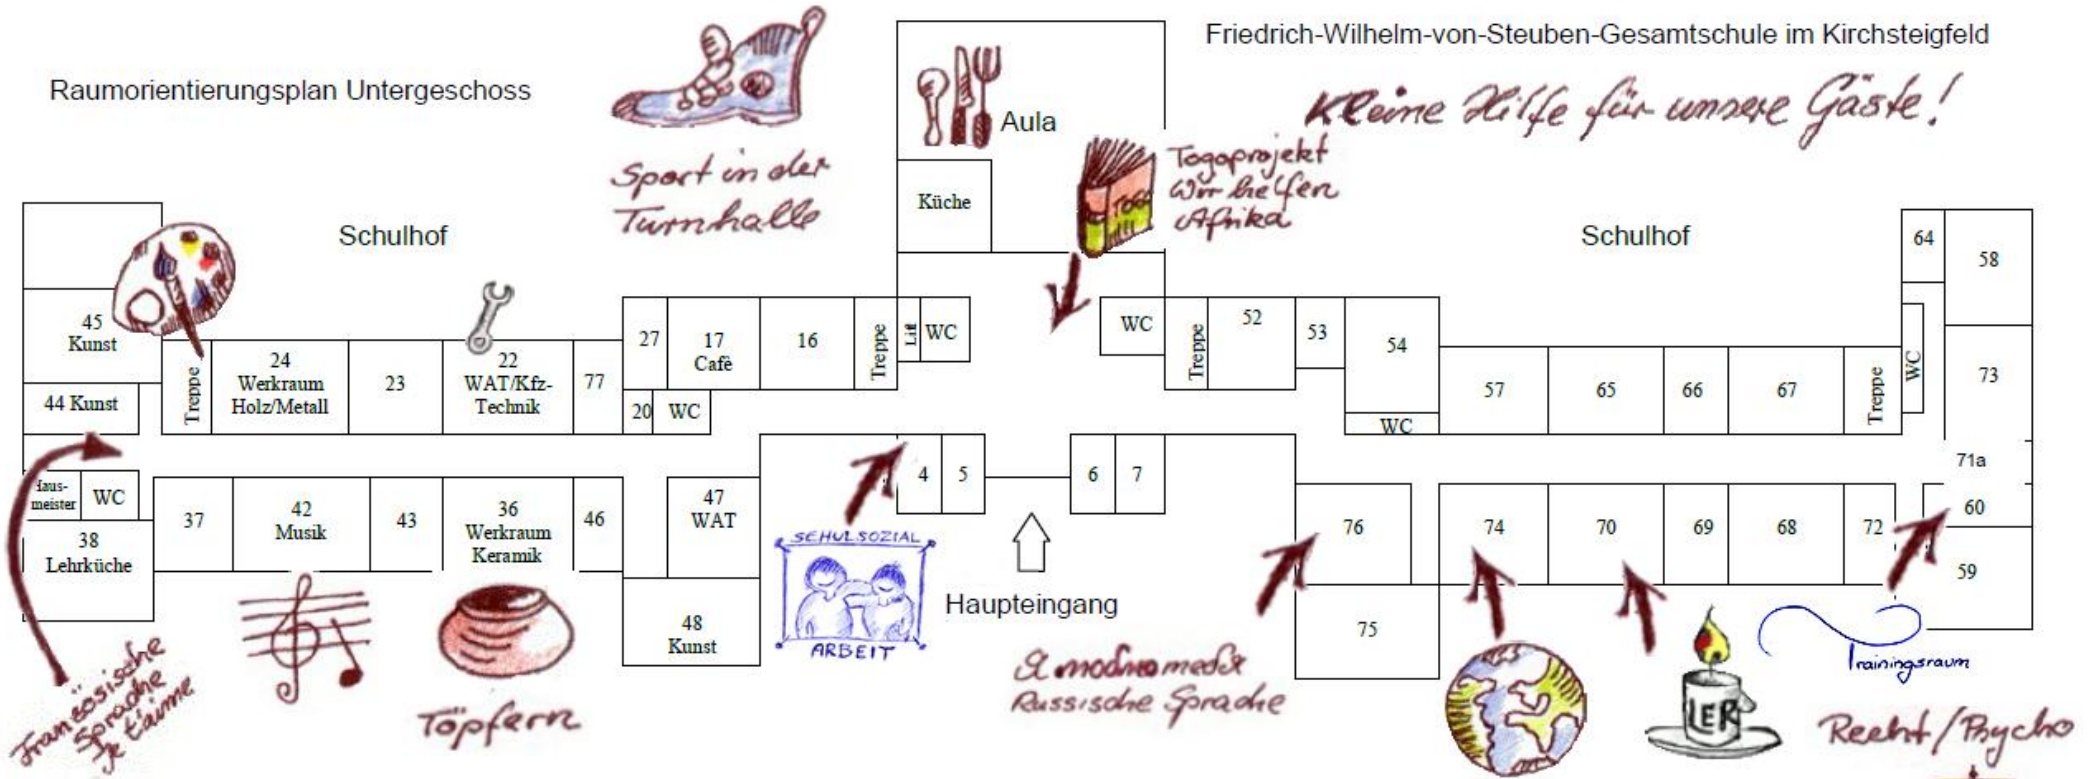 Friedrich-Wilhelm-von-Steuben-Gesamtschule im Kirchsteigfeld
Raumorientierungsplan Untergeschoss
Kleine Hilfe für unsere Gäste!
Aula
Sport in der
Turnhalle
Togoprojekt
Wir helfen
Afrika
TOGO
Küche
Schulhof
Schulhof
64
58
45
Kunst
44 Kunst
Treppe
24
Werkraum
Holz/Metall
23
22
WAT/Kfz-
Technik
77
27
17
Cafè
16
Treppe
Lift
WC
20
WC
WC
Treppe
52
53
54
WC
57
65
66
67
Treppe
WC
73
71a
60
59
Haus-
meister
WC
38
Lehrküche
37
42
Musik
43
36
Werkraum
Keramik
46
47
WAT
48
Kunst
4
5
6
7
76
75
74
70
69
68
72
SCHULSOZIAL
ARBEIT
Haupteingang
Russische Sprache
Französische
Sprache
Je t'aime
Töpfern
LER
Trainingsraum
Recht/Psycho